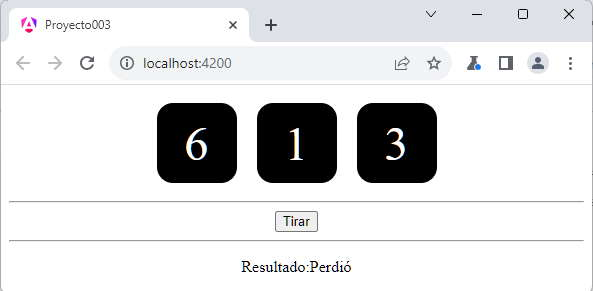 Proyecto003
localhost:4200
6 1 3
Tirar
Resultado:Perdió